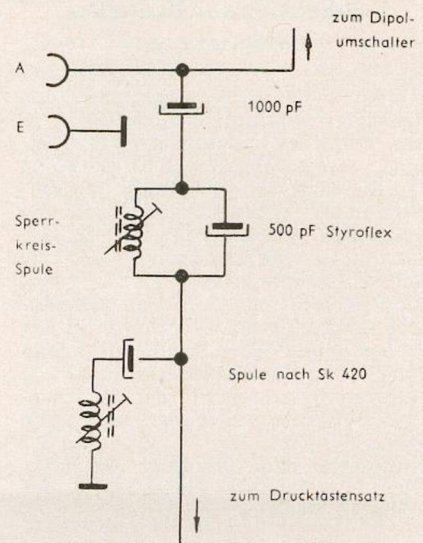 zum Dipol-
umschalter
A
1000 pF
E
Sperr-
kreis-
Spule
500 pF Styroflex
Spule nach Sk 420
zum Drucktastensatz